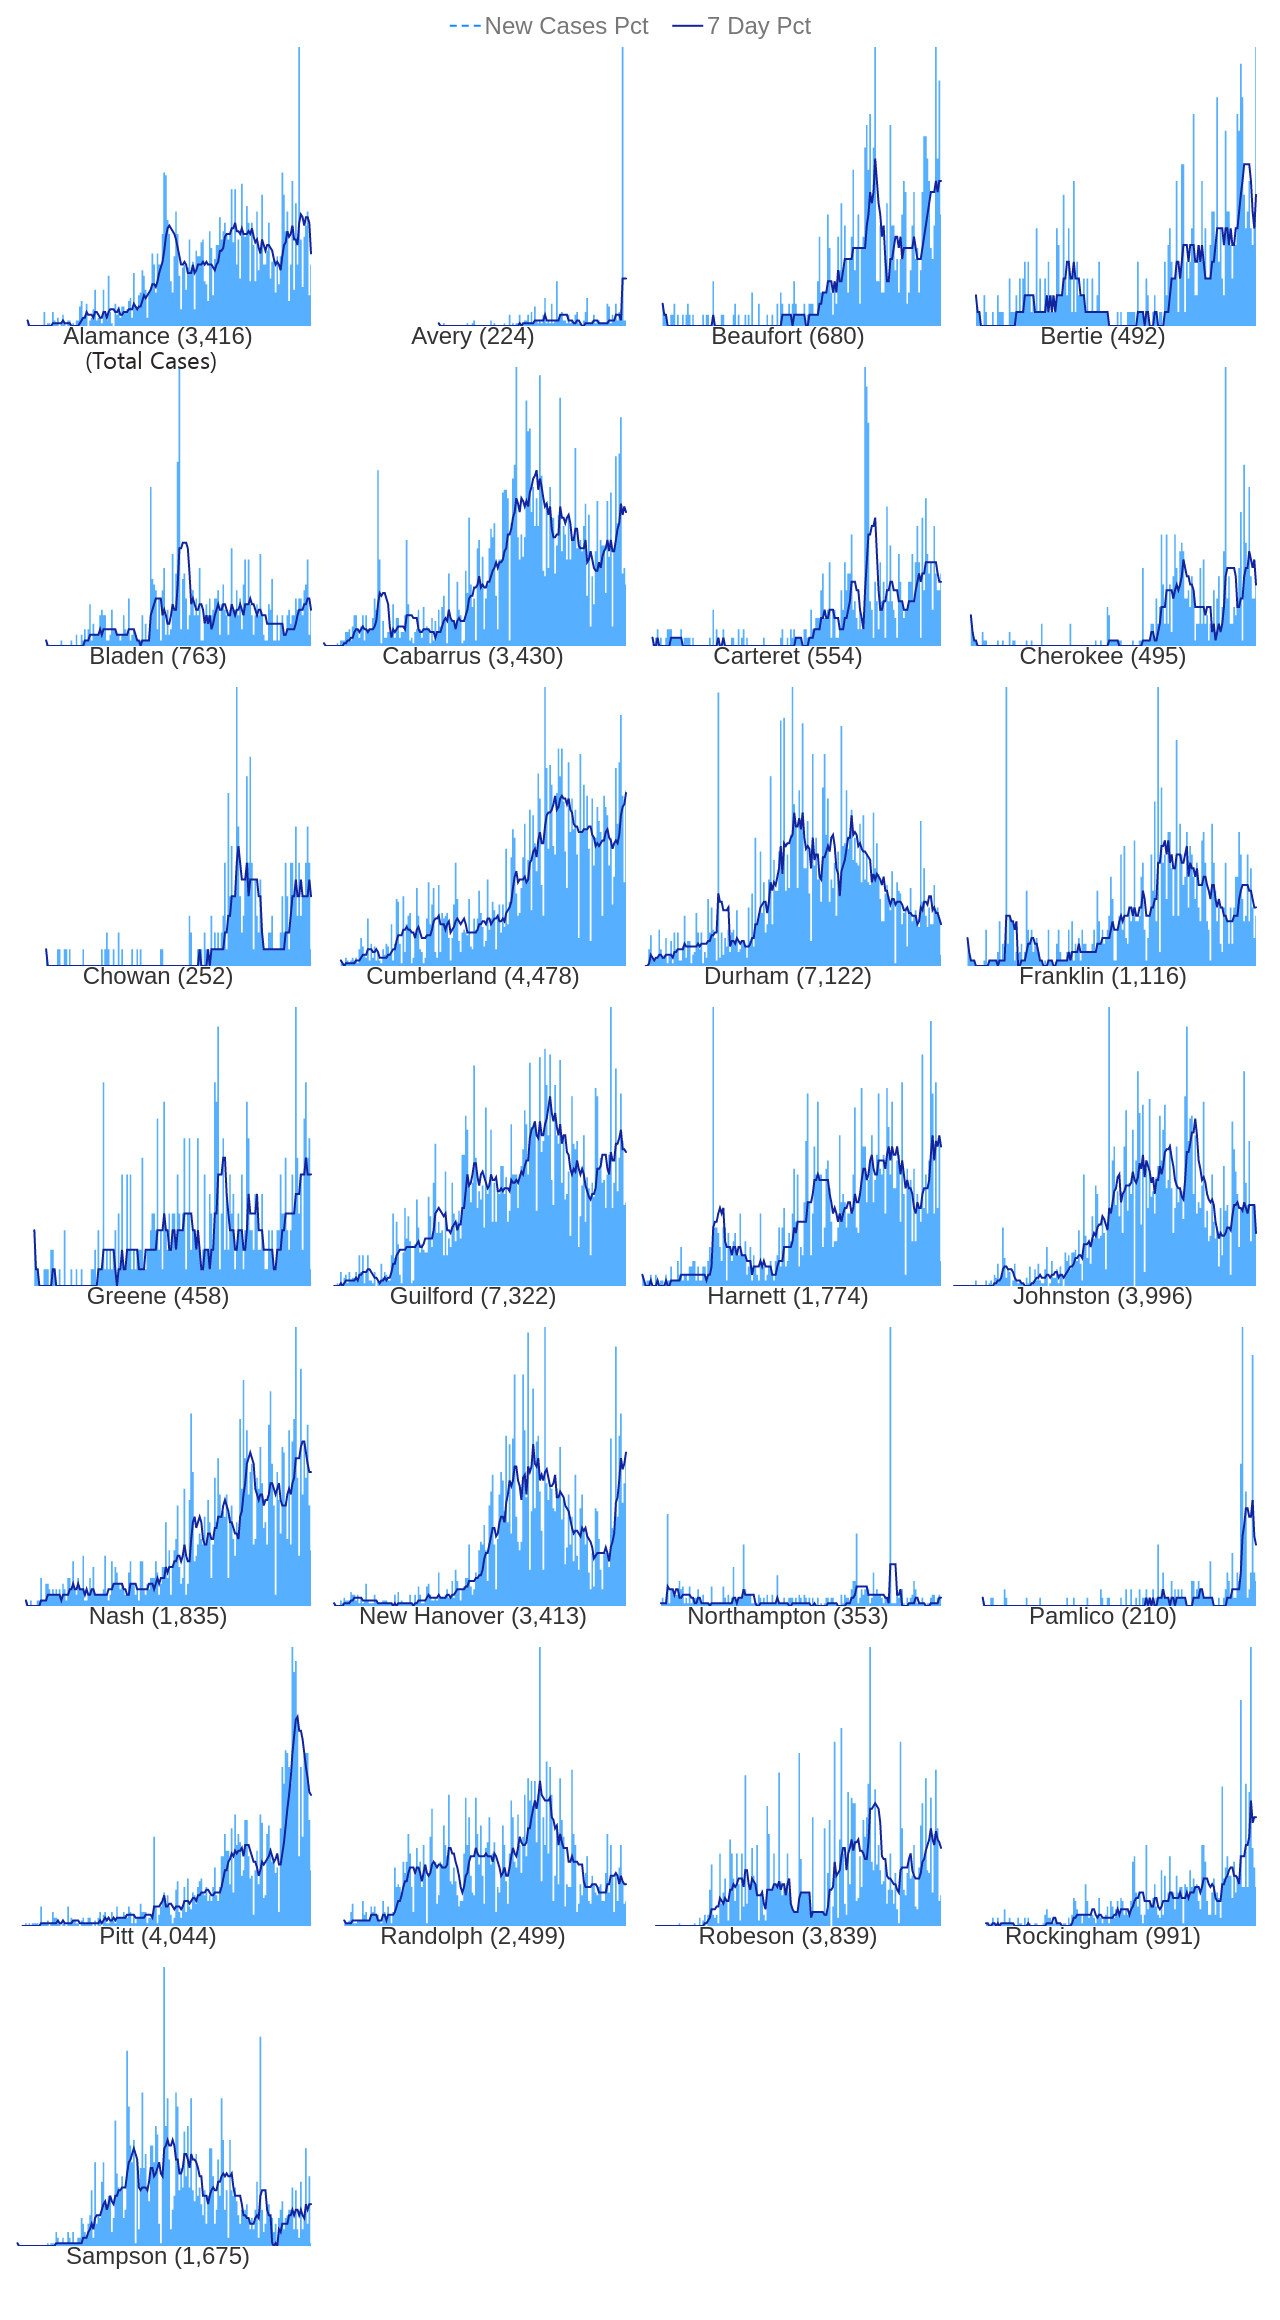 New Cases Pct 7 Day Pct
Alamance (3,416) Avery (224) Beaufort (680) Bertie (492)
(Total Cases)
Bladen (763) Cabarrus (3,430) Carteret (554) Cherokee (495)
Chowan (252) Cumberland (4,478) Durham (7,122) Franklin (1,116)
Greene (458) Guilford (7,322) Harnett (1,774) Johnston (3,996)
Nash (1,835) New Hanover (3,413) Northampton (353) Pamlico (210)
Pitt (4,044) Randolph (2,499) Robeson (3,839) Rockingham (991)
Sampson (1,675)